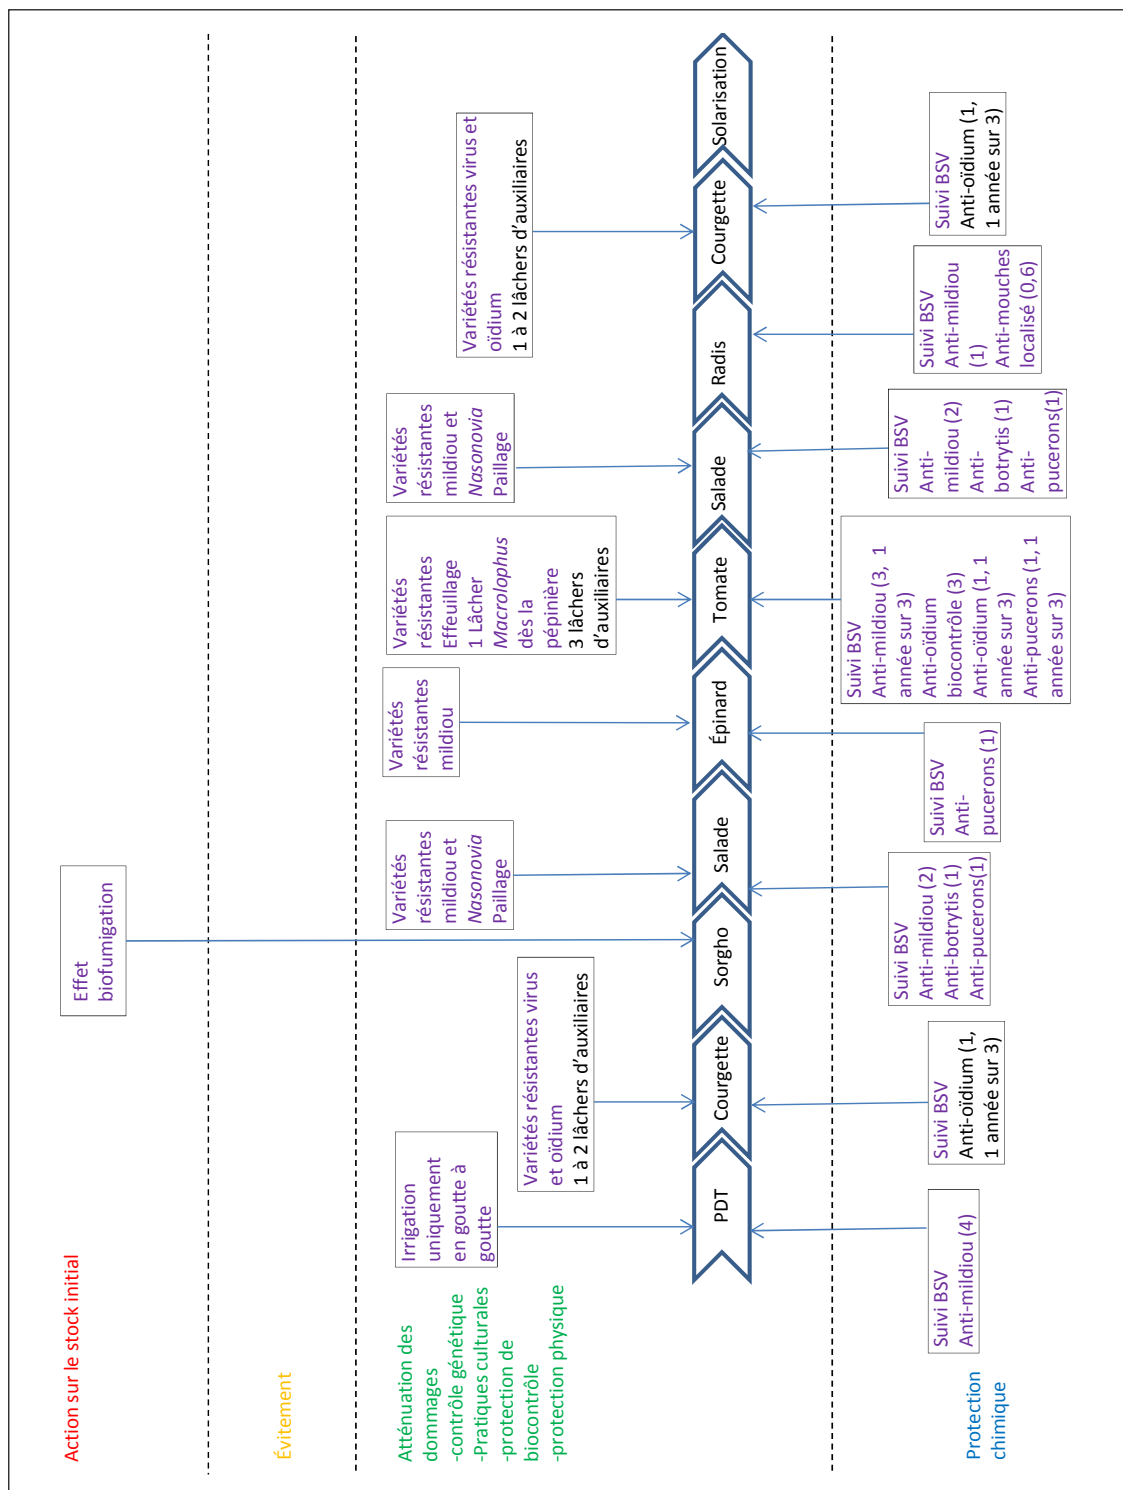 Action sur le stock initial
Effet
biofumigation
Évitement
Atténuation des
dommages
-contrôle génétique
-Pratiques culturales
-protection de
biocontrôle
-protection physique
Irrigation
uniquement
en goutte à
goutte
Variétés résistantes virus
et oïdium
1 à 2 lâchers d’auxiliaires
Variétés
résistantes
mildiou et
Nasonovia
Paillage
Variétés
résistantes
mildiou
Variétés
résistantes
Effeuillage
1 Lâcher
Macrolophus
dès la
pépinière
3 lâchers
d’auxiliaires
Variétés
résistantes
mildiou et
Nasonovia
Paillage
Variétés résistantes virus et
oïdium
1 à 2 lâchers d’auxiliaires
PDT
Courgette
Sorgho
Salade
Épinard
Tomate
Salade
Radis
Courgette
Solarisation
Protection
chimique
Suivi BSV
Anti-mildiou (4)
Suivi BSV
Anti-oïdium (1,
1 année sur 3)
Suivi BSV
Anti-mildiou (2)
Anti-botrytis (1)
Anti-pucerons(1)
Suivi BSV
Anti-
pucerons (1)
Suivi BSV
Anti-mildiou (3, 1
année sur 3)
Anti-oïdium
biocontrôle (3)
Anti-oïdium (1, 1
année sur 3)
Anti-pucerons (1, 1
année sur 3)
Suivi BSV
Anti-
mildiou (2)
Anti-
botrytis (1)
Anti-
pucerons(1)
Suivi BSV
Anti-mildiou
(1)
Anti-mouches
localisé (0,6)
Suivi BSV
Anti-oïdium (1,
1 année sur 3)